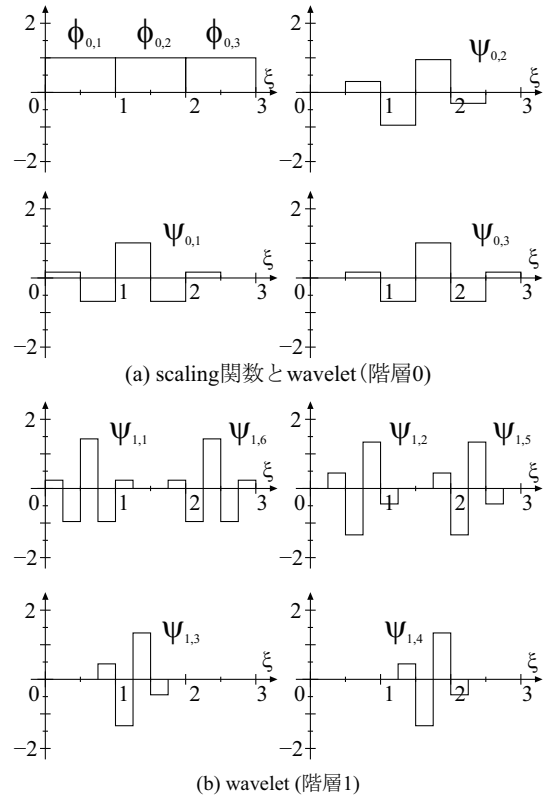 2 ϕ0,1 ϕ0,2 ϕ0,3 ξ
0 1 2 3
−2
2 ψ0,2 ξ
0 1 2 3
−2
2 ψ0,1 ξ
0 1 2 3
−2
2 ψ0,3 ξ
0 1 2 3
−2
(a) scaling関数とwavelet(階層0)
2 ψ1,1 ψ1,6 ξ
0 1 2 3
−2
2 ψ1,2 ψ1,5 ξ
0 1 2 3
−2
2 ψ1,3 ξ
0 1 2 3
−2
2 ψ1,4 ξ
0 1 2 3
−2
(b) wavelet (階層1)